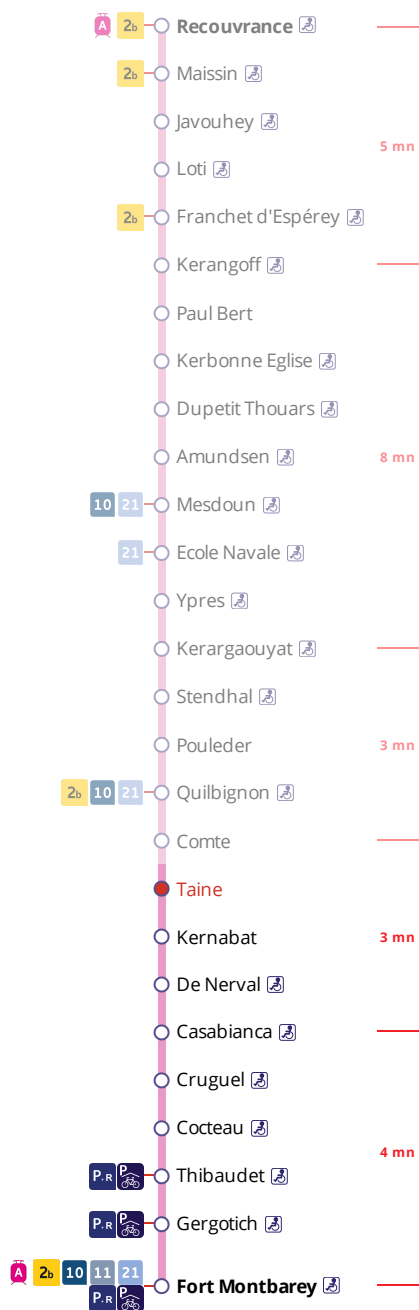 A 2b Recouvrance
2b Maissin
Javouhey
5 mn
Loti
2b Franchet d'Espérey
Kerangoff
Paul Bert
Kerbonne Eglise
Dupetit Thouars
Amundsen
8 mn
10 21 Mesdoun
21 Ecole Navale
Ypres
Kerargaouyat
Stendhal
Pouleder
3 mn
2b 10 21 Quilbignon
Comte
Taine
Kernabat
3 mn
De Nerval
Casabianca
Cruguel
Cocteau
4 mn
P+R P Thibaudet
P+R P Gergotich
A 2b 10 11 21
P+R P Fort Montbarey